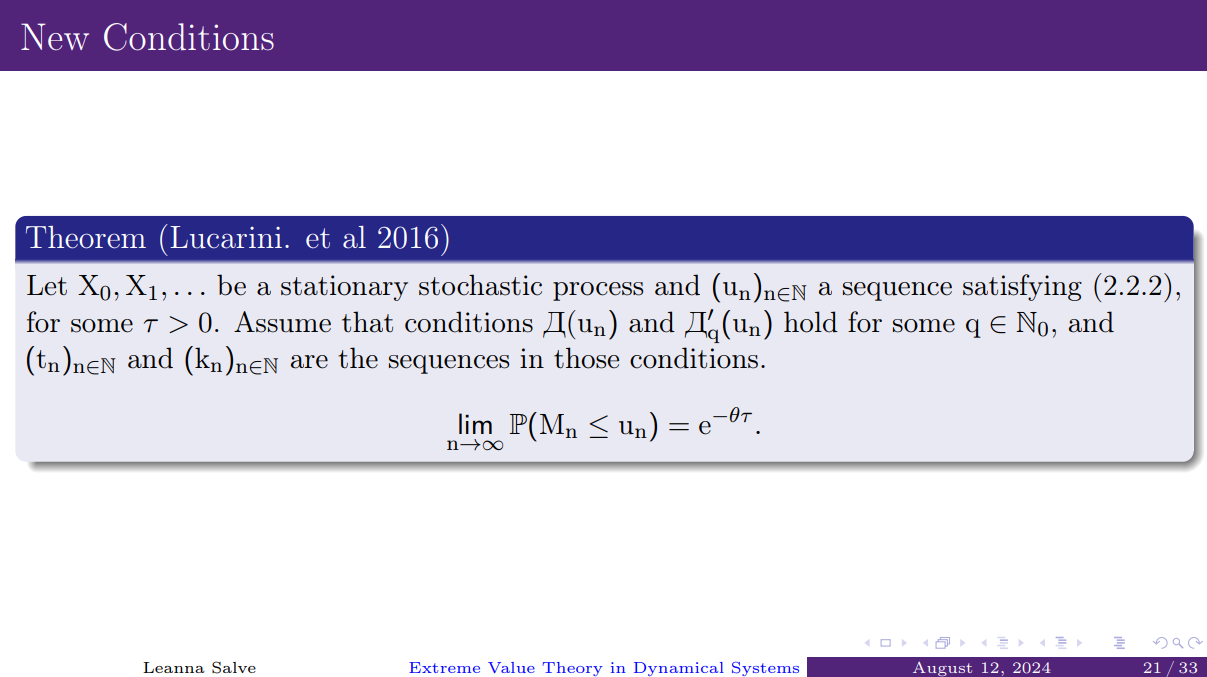 New Conditions
Theorem (Lucarini. et al 2016)
Let X₀, X₁, . . . be a stationary stochastic process and (uₙ)ₙ∈ℕ a sequence satisfying (2.2.2),
for some τ > 0. Assume that conditions Д(uₙ) and Д′_q(uₙ) hold for some q ∈ ℕ₀, and
(tₙ)ₙ∈ℕ and (kₙ)ₙ∈ℕ are the sequences in those conditions.
lim_{n→∞} ℙ(Mₙ ≤ uₙ) = e^{−θτ}.
Leanna Salve Extreme Value Theory in Dynamical Systems August 12, 2024 21 / 33